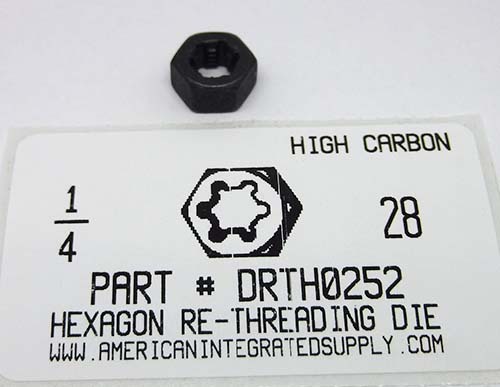 HIGH CARBON
1/4 28
PART # DRTH0252
HEXAGON RE-THREADING DIE
WWW.AMERICANINTEGRATEDSUPPLY.COM